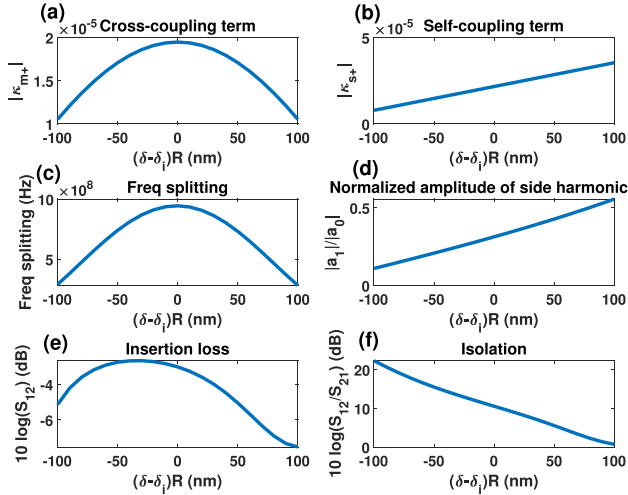 (a)
×10⁻⁵
Cross-coupling term
|κₘ₊|
2
1.5
1
-100 -50 0 50 100
(δ-δᵢ)R (nm)
(b)
×10⁻⁵
Self-coupling term
|κₛ₊|
5
0
-100 -50 0 50 100
(δ-δᵢ)R (nm)
(c)
×10⁸
Freq splitting
Freq splitting (Hz)
10
5
-100 -50 0 50 100
(δ-δᵢ)R (nm)
(d)
Normalized amplitude of side harmonic
|a₁|/|a₀|
0.5
0
-100 -50 0 50 100
(δ-δᵢ)R (nm)
(e)
Insertion loss
10 log(S₁₂) (dB)
-4
-6
-100 -50 0 50 100
(δ-δᵢ)R (nm)
(f)
Isolation
10 log(S₁₂/S₂₁) (dB)
20
10
0
-100 -50 0 50 100
(δ-δᵢ)R (nm)